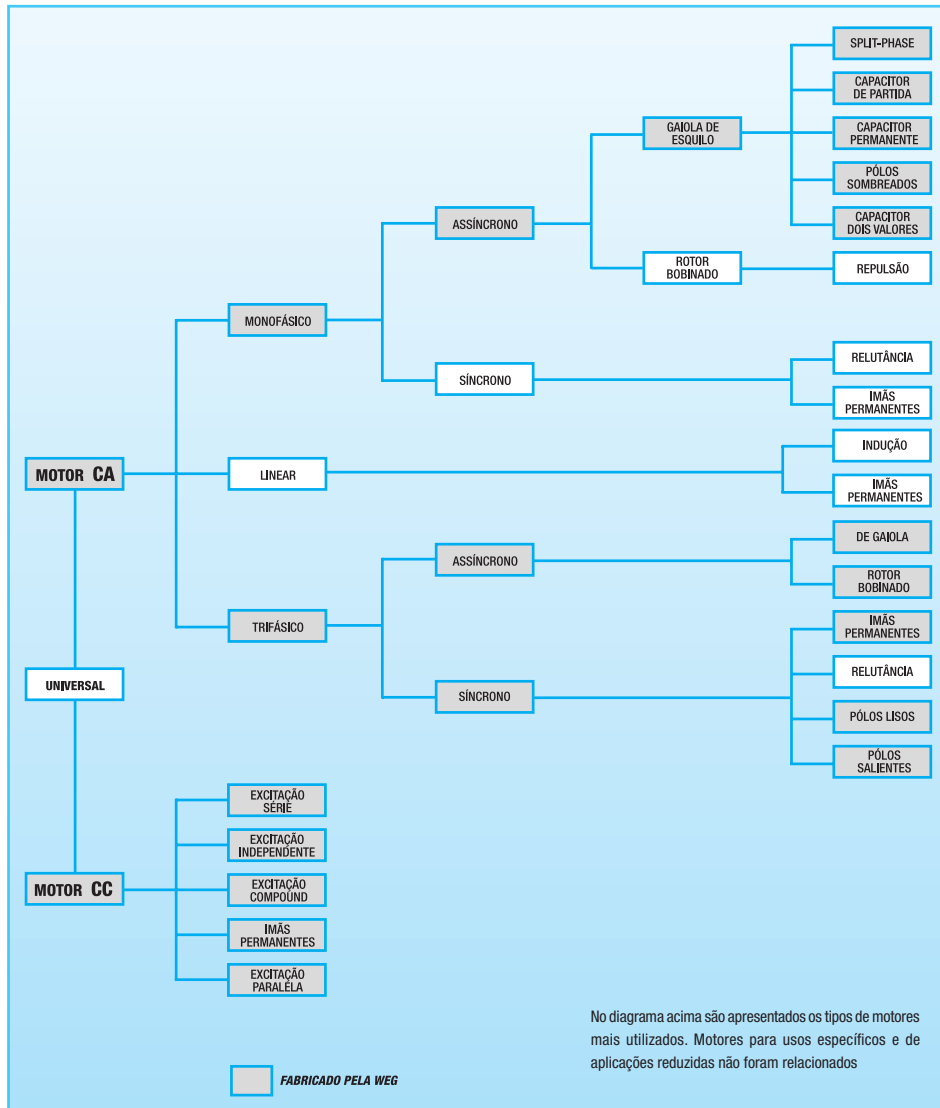 SPLIT-PHASE
CAPACITOR
DE PARTIDA
GAIOLA DE
ESQUILO
CAPACITOR
PERMANENTE
PÓLOS
SOMBREADOS
ASSÍNCRONO
CAPACITOR
DOIS VALORES
ROTOR
BOBINADO
REPULSÃO
MONOFÁSICO
SÍNCRONO
RELUTÂNCIA
IMÃS
PERMANENTES
MOTOR CA
LINEAR
INDUÇÃO
IMÃS
PERMANENTES
ASSÍNCRONO
DE GAIOLA
ROTOR
BOBINADO
TRIFÁSICO
IMÃS
PERMANENTES
UNIVERSAL
SÍNCRONO
RELUTÂNCIA
PÓLOS LISOS
PÓLOS
SALIENTES
EXCITAÇÃO
SÉRIE
EXCITAÇÃO
INDEPENDENTE
MOTOR CC
EXCITAÇÃO
COMPOUND
IMÃS
PERMANENTES
EXCITAÇÃO
PARALELA
No diagrama acima são apresentados os tipos de motores
mais utilizados. Motores para usos específicos e de
aplicações reduzidas não foram relacionados
FABRICADO PELA WEG